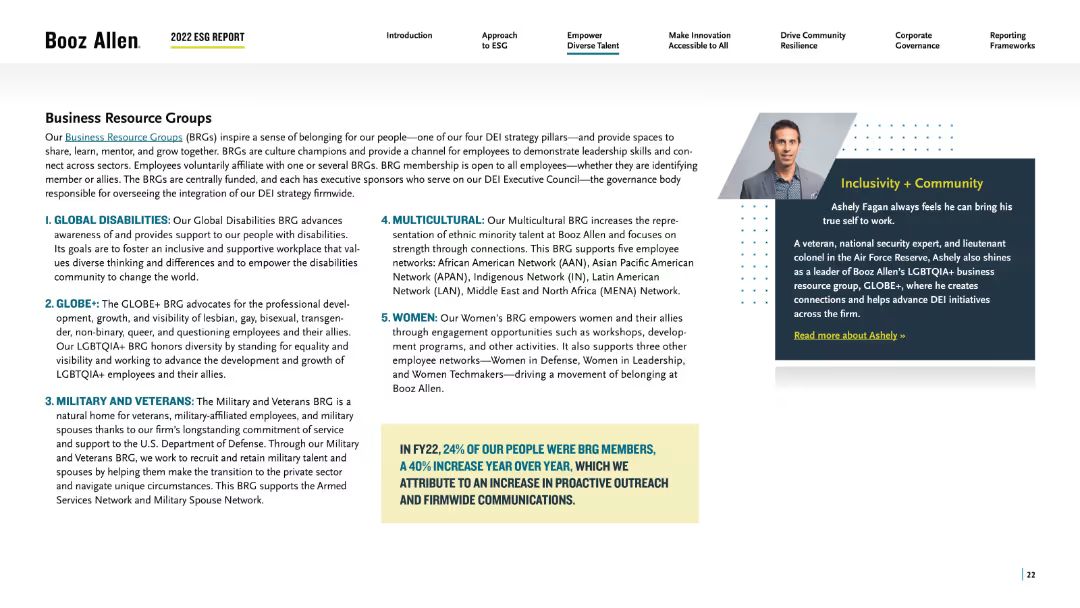 Booz Allen.
2022 ESG REPORT
Introduction
Approach
to ESG
Empower
Diverse Talent
Make Innovation
Accessible to All
Drive Community
Resilience
Corporate
Governance
Reporting
Frameworks
Business Resource Groups
Our Business Resource Groups (BRGs) inspire a sense of belonging for our people—one of our four DEI strategy pillars—and provide spaces to
share, learn, mentor, and grow together. BRGs are culture champions and provide a channel for employees to demonstrate leadership skills and con-
nect across sectors. Employees voluntarily affiliate with one or several BRGs. BRG membership is open to all employees—whether they are identifying
member or allies. The BRGs are centrally funded, and each has executive sponsors who serve on our DEI Executive Council—the governance body
responsible for overseeing the integration of our DEI strategy firmwide.
1. GLOBAL DISABILITIES: Our Global Disabilities BRG advances
awareness of and provides support to our people with disabilities.
Its goals are to foster an inclusive and supportive workplace that val-
ues diverse thinking and differences and to empower the disabilities
community to change the world.
2. GLOBE+: The GLOBE+ BRG advocates for the professional devel-
opment, growth, and visibility of lesbian, gay, bisexual, transgen-
der, non-binary, queer, and questioning employees and their allies.
Our LGBTQIA+ BRG honors diversity by standing for equality and
visibility and working to advance the development and growth of
LGBTQIA+ employees and their allies.
3. MILITARY AND VETERANS: The Military and Veterans BRG is a
natural home for veterans, military-affiliated employees, and military
spouses thanks to our firm's longstanding commitment of service
and support to the U.S. Department of Defense. Through our Military
and Veterans BRG, we work to recruit and retain military talent and
spouses by helping them make the transition to the private sector
and navigate unique circumstances. This BRG supports the Armed
Services Network and Military Spouse Network.
4. MULTICULTURAL: Our Multicultural BRG increases the repre-
sentation of ethnic minority talent at Booz Allen and focuses on
strength through connections. This BRG supports five employee
networks: African American Network (AAN), Asian Pacific American
Network (APAN), Indigenous Network (IN), Latin American
Network (LAN), Middle East and North Africa (MENA) Network.
5. WOMEN: Our Women's BRG empowers women and their allies
through engagement opportunities such as workshops, develop-
ment programs, and other activities. It also supports three other
employee networks—Women in Defense, Women in Leadership,
and Women Techmakers—driving a movement of belonging at
Booz Allen.
IN FY22, 24% OF OUR PEOPLE WERE BRG MEMBERS,
A 40% INCREASE YEAR OVER YEAR, WHICH WE
ATTRIBUTE TO AN INCREASE IN PROACTIVE OUTREACH
AND FIRMWIDE COMMUNICATIONS.
Inclusivity + Community
Ashely Fagan always feels he can bring his
true self to work.
A veteran, national security expert, and lieutenant
colonel in the Air Force Reserve, Ashely also shines
as a leader of Booz Allen's LGBTQIA+ business
resource group, GLOBE+, where he creates
connections and helps advance DEI initiatives
across the firm.
Read more about Ashely »
22